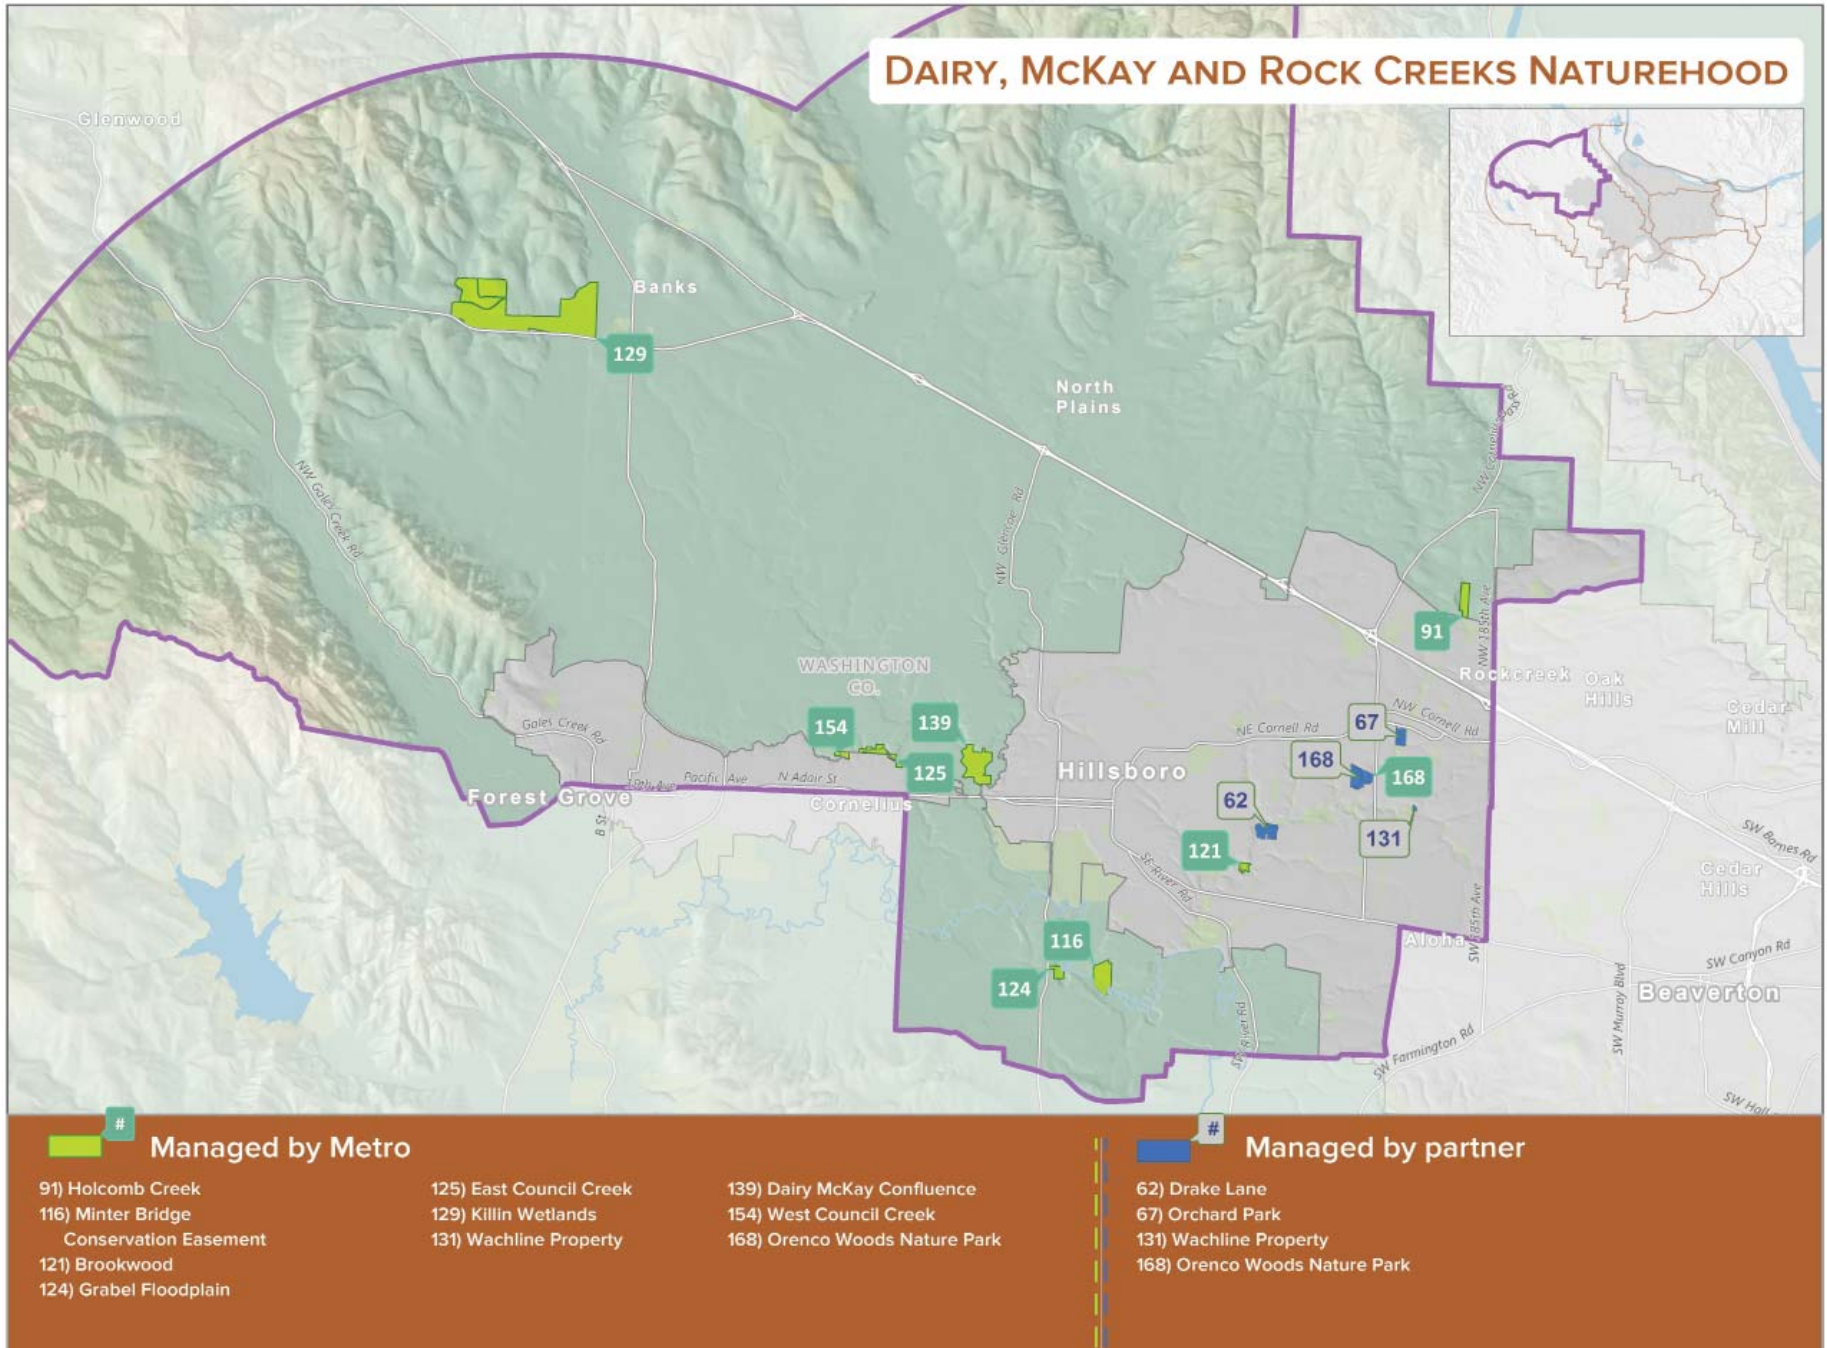 DAIRY, MCKAY AND ROCK CREEKS NATUREHOOD
Glenwood
Banks
129
North
Plains
NW Gales Creek Rd
NW Glencoe Rd
91
NW 185th Ave
Rockcreek
Oak
Hills
Cedar
Mill
WASHINGTON
CO.
154
139
125
Gales Creek Rd
19th Ave
Pacific Ave
N Adair St
Forest Grove
Cornelius
B St
Hillsboro
NE Cornell Rd
NW Cornell Rd
67
168
168
62
131
121
SE River Rd
SW Barnes Rd
Cedar
Hills
116
124
Aloha
SW 185th Ave
SW Canyon Rd
Beaverton
SW Murray Blvd
SW River Rd
SW Farmington Rd
SW Hall
#
Managed by Metro
91) Holcomb Creek
116) Minter Bridge
Conservation Easement
121) Brookwood
124) Grabel Floodplain
125) East Council Creek
129) Killin Wetlands
131) Wachline Property
139) Dairy McKay Confluence
154) West Council Creek
168) Orenco Woods Nature Park
#
Managed by partner
62) Drake Lane
67) Orchard Park
131) Wachline Property
168) Orenco Woods Nature Park